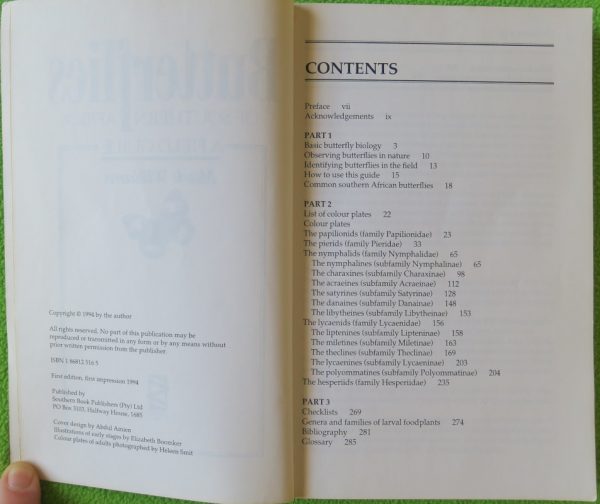 Copyright © 1994 by the author
All rights reserved. No part of this publication may be
reproduced or transmitted in any form or by any means without
prior written permission from the publisher.
ISBN 1 86812 516 5
First edition, first impression 1994
Published by
Southern Book Publishers (Pty) Ltd
PO Box 3103, Halfway House, 1685
Cover design by Abdul Amien
Illustrations of early stages by Elizabeth Boomker
Colour plates of adults photographed by Heleen Smit
CONTENTS
Preface vii
Acknowledgements ix
PART 1
Basic butterfly biology 3
Observing butterflies in nature 10
Identifying butterflies in the field 13
How to use this guide 15
Common southern African butterflies 18
PART 2
List of colour plates 22
Colour plates
The papilionids (family Papilionidae) 23
The pierids (family Pieridae) 33
The nymphalids (family Nymphalidae) 65
The nymphalines (subfamily Nymphalinae) 65
The charaxines (subfamily Charaxinae) 98
The acraeines (subfamily Acraeinae) 112
The satyrines (subfamily Satyrinae) 128
The danaines (subfamily Danainae) 148
The libytheines (subfamily Libytheinae) 153
The lycaenids (family Lycaenidae) 156
The liptenines (subfamily Lipteninae) 158
The miletines (subfamily Miletinae) 163
The theclines (subfamily Theclinae) 169
The lycaenines (subfamily Lycaeninae) 203
The polyommatines (subfamily Polyommatinae) 204
The hesperiids (family Hesperiidae) 235
PART 3
Checklists 269
Genera and families of larval foodplants 274
Bibliography 281
Glossary 285